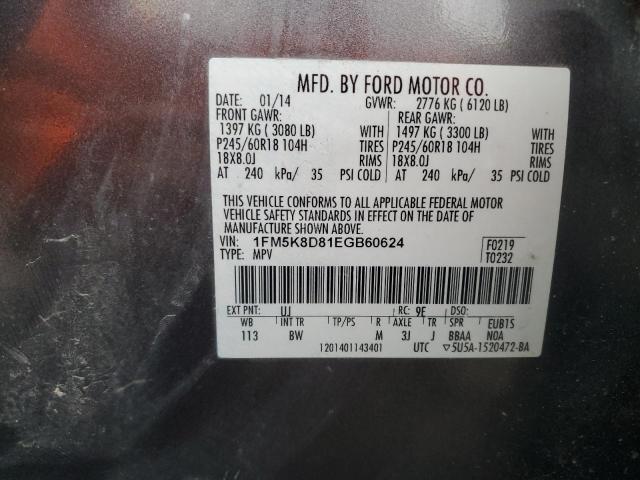 MFD. BY FORD MOTOR CO.
DATE: 01/14 GVWR: 2776 KG ( 6120 LB)
FRONT GAWR: REAR GAWR:
1397 KG ( 3080 LB) WITH 1497 KG ( 3300 LB) WITH
P245/60R18 104H TIRES P245/60R18 104H TIRES
18X8.0J RIMS 18X8.0J RIMS
AT 240 kPa/ 35 PSI COLD AT 240 kPa/ 35 PSI COLD
THIS VEHICLE CONFORMS TO ALL APPLICABLE FEDERAL MOTOR
VEHICLE SAFETY STANDARDS IN EFFECT ON THE DATE OF
MANUFACTURE SHOWN ABOVE.
VIN: 1FM5K8D81EGB60624 F0219
TYPE: MPV T0232
EXT PNT: UJ RC: 9E DSO:
WB INT TR TP/PS R AXLE TR SPR EUB1S
113 BW M 3J J BBAA N0A
1201401143401 UTC ▽5U5A-1520472-BA